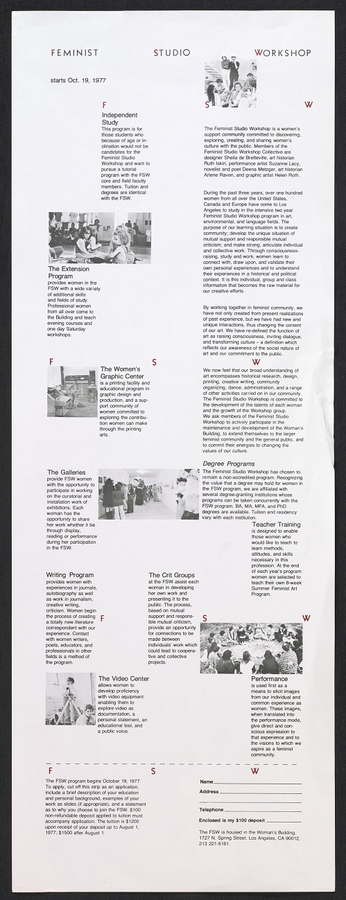 FEMINIST STUDIO WORKSHOP
starts Oct. 19, 1977
F
S
W
Independent
Study
This program is for
those students who
because of age or in-
clination would not be
candidates for the
Feminist Studio
Workshop and want to
pursue a tutorial
program with the FSW
core and field faculty
members. Tuition and
degrees are identical
with the FSW.
The Feminist Studio Workshop is a women's
support community committed to discovering,
exploring, creating, and sharing women's
culture with the public. Members of the
Feminist Studio Workshop Collective are
designer Sheila de Bretteville, art historian
Ruth Iskin, performance artist Suzanne Lacy,
novelist and poet Deena Metzger, art historian
Arlene Raven, and graphic artist Helen Roth.
During the past three years, over one hundred
women from all over the United States,
Canada and Europe have come to Los
Angeles to study in the intensive two year
Feminist Studio Workshop program in art,
environmental, and language fields. The
purpose of our learning situation is to create
community; develop the unique situation of
mutual support and responsible mutual
criticism; and make strong, articulate individual
and collective work. Through consciousness-
raising, study and work, women learn to
connect with, draw upon, and validate their
own personal experiences and to understand
their experiences in a historical and political
context. It is this individual, group and class
information that becomes the raw material for
our creative efforts.
The Extension
Program
provides women in the
FSW with a wide variety
of additional skills
and fields of study.
Professional women
from all over come to
the Building and teach
evening courses and
one day Saturday
workshops.
By working together in feminist community, we
have not only created from present realizations
of past experience, but we have had new and
unique interactions, thus changing the content
of our art. We have re-defined the function of
art as raising consciousness, inviting dialogue,
and transforming culture – a definition which
reflects our awareness of the social nature of
art and our commitment to the public.
F
S
W
The Women's
Graphic Center
is a printing facility and
educational program in
graphic design and
production, and a sup-
port community of
women committed to
exploring the contribu-
tion women can make
through the printing
arts.
We now feel that our broad understanding of
art encompasses historical research, design,
printing, creative writing, community
organizing, dance, administration, and a range
of other activities carried on in our community.
The Feminist Studio Workshop is committed to
the development of the talents of each woman
and the growth of the Workshop group.
We ask members of the Feminist Studio
Workshop to actively participate in the
maintenance and development of the Woman's
Building, to extend themselves to the larger
feminist community and the general public, and
to commit their energies to changing the
values of our culture.
The Galleries
provide FSW women
with the opportunity to
participate in working
on the curatorial and
installation work of
exhibitions. Each
woman has the
opportunity to share
her work whether it be
through display,
reading or performance
during her participation
in the FSW.
Degree Programs
The Feminist Studio Workshop has chosen to
remain a non-accredited program. Recognizing
the value that a degree may hold for women in
the FSW program, we are affiliated with
several degree-granting institutions whose
programs can be taken concurrently with the
FSW program. BA, MA, MFA, and PhD
degrees are available. Tuition and residency
vary with each institution.
Teacher Training
is designed to enable
those women who
would like to teach to
learn methods,
attitudes, and skills
necessary in this
profession. At the end
of each year's program
women are selected to
teach their own 8-week
Summer Feminist Art
Program.
Writing Program
provides women with
experiences in journals,
autobiography as well
as work in journalism,
creative writing,
criticism. Women begin
the process of creating
a totally new literature
correspondent with our
experience. Contact
with women writers,
poets, educators, and
professionals in other
fields is a method of
the program.
The Crit Groups
at the FSW assist each
woman in developing
her own work and
presenting it to the
public. The process,
based on mutual
support and respons-
ible mutual criticism,
provide an opportunity
for connections to be
made between
individuals' work which
could lead to coopera-
tive and collective
projects.
F
S
W
The Video Center
allows women to
develop proficiency
with video equipment
enabling them to
explore video as
documentation, a
personal statement, an
educational tool, and
a public voice.
Performance
is used first as a
means to elicit images
from our individual and
common experience as
women. These images,
when translated into
the performance mode,
give direct and con-
scious expression to
that experience and to
the visions to which we
aspire as a feminist
community.
F
S
W
The FSW program begins October 19, 1977.
To apply, cut off this strip as an application,
include a brief description of your education
and personal background, examples of your
work as slides (if appropriate), and a statement
as to why you choose to join the FSW. $100
non-refundable deposit applied to tuition must
accompany application. The tuition is $1200
upon receipt of your deposit up to August 1,
1977; $1500 after August 1.
Name
Address
Telephone
Enclosed is my $100 deposit
The FSW is housed in the Woman's Building,
1727 N. Spring Street, Los Angeles, CA 90012,
213 221-6161